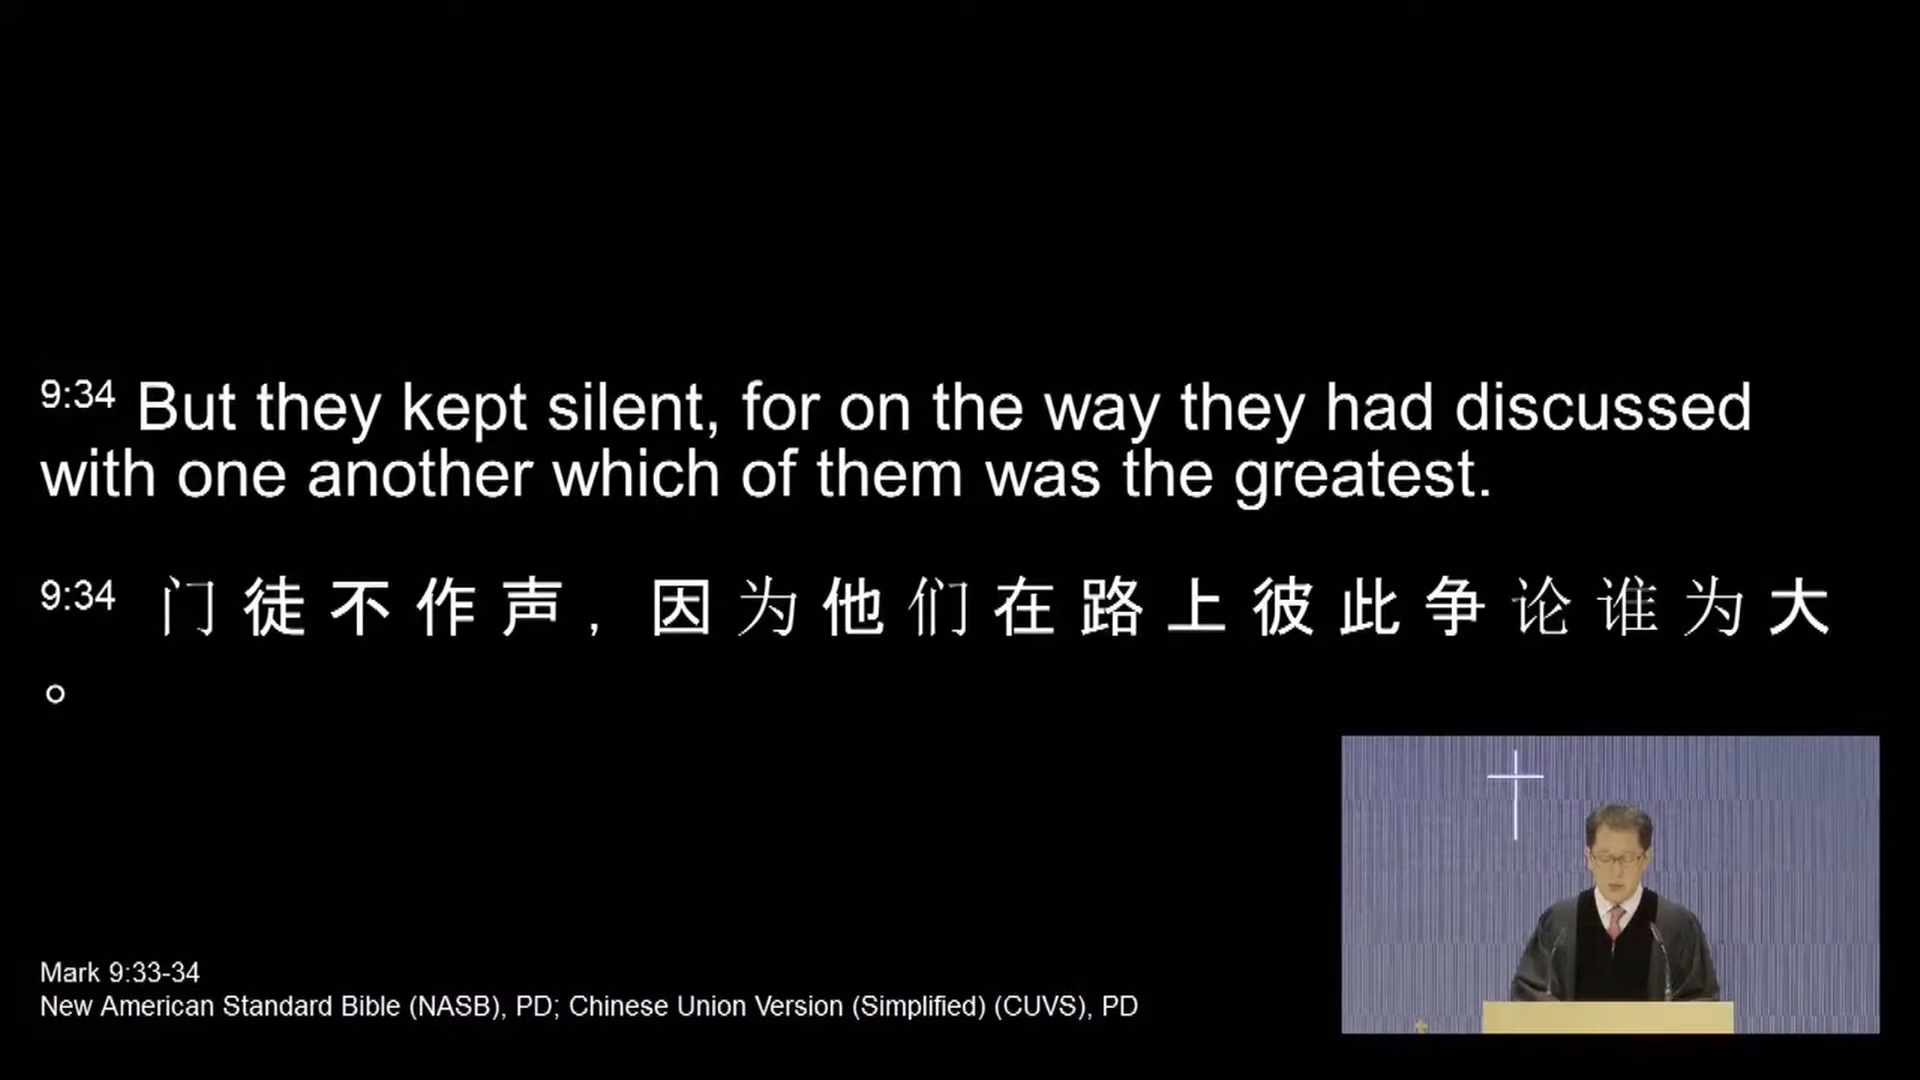 9:34 But they kept silent, for on the way they had discussed
with one another which of them was the greatest.
9:34 门徒不作声，因为他们在路上彼此争论谁为大
。
Mark 9:33-34
New American Standard Bible (NASB), PD; Chinese Union Version (Simplified) (CUVS), PD